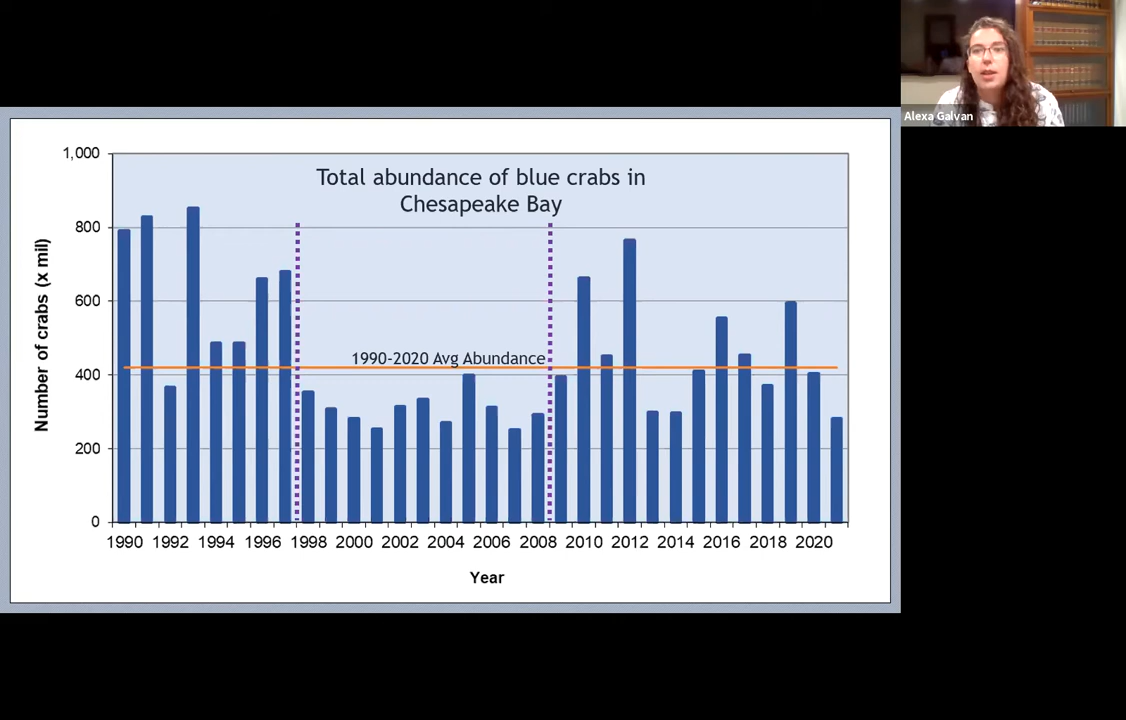 Alexa Galvan
Total abundance of blue crabs in
Chesapeake Bay
1,000
800
600
400
200
0
Number of crabs (x mil)
1990-2020 Avg Abundance
1990 1992 1994 1996 1998 2000 2002 2004 2006 2008 2010 2012 2014 2016 2018 2020
Year